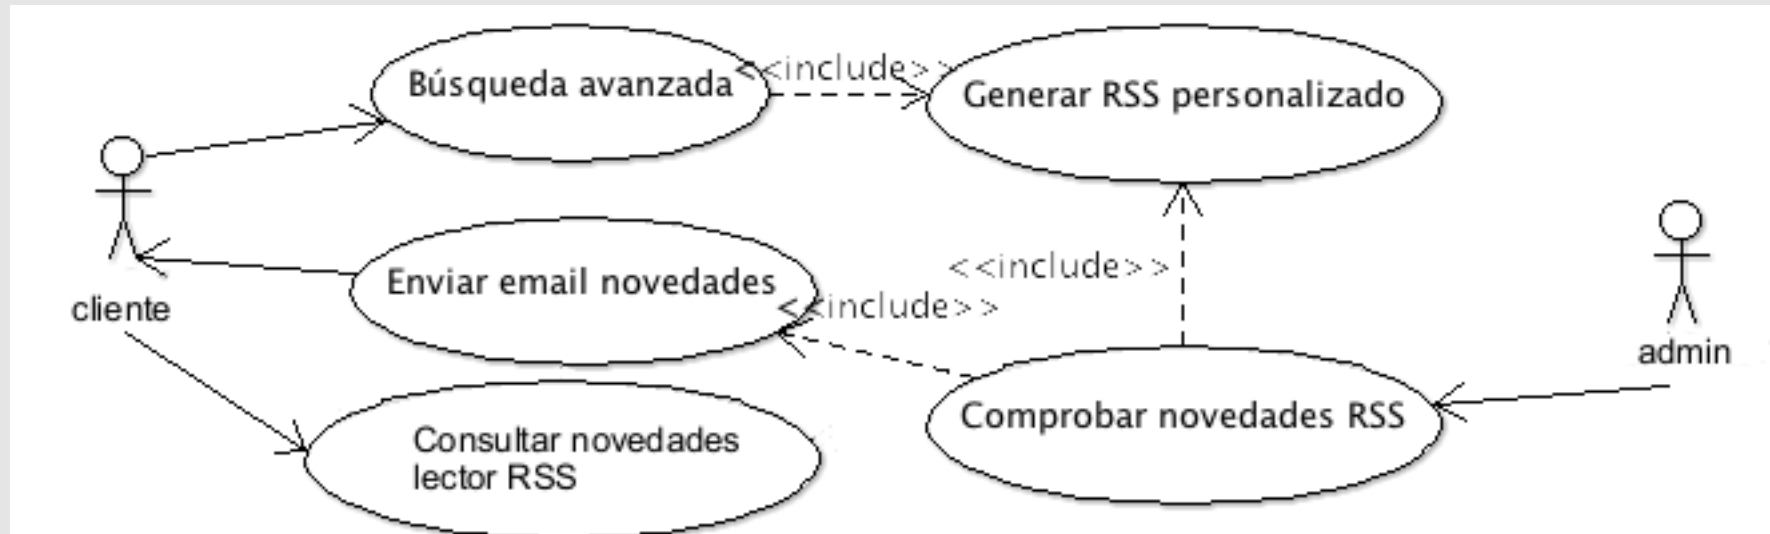 Búsqueda avanzada
<<include>>
Generar RSS personalizado
cliente
Enviar email novedades
<<include>>
<<include>>
admin
Consultar novedades
lector RSS
Comprobar novedades RSS